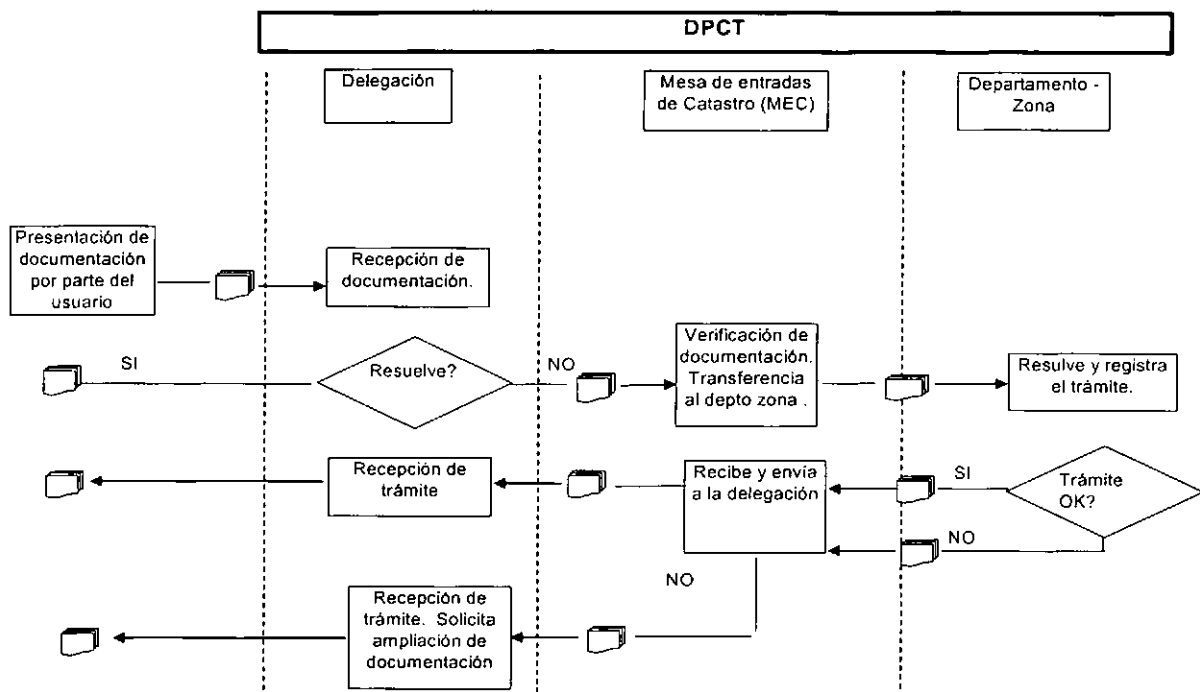 DPCT
Delegación
Mesa de entradas
de Catastro (MEC)
Departamento -
Zona
Presentación de
documentación
por parte del
usuario
Recepción de
documentación.
SI
Resuelve?
NO
Verificación de
documentación.
Transferencia
al depto zona .
Resulve y registra
el trámite.
Recepción de
trámite
Recibe y envía
a la delegación
SI
Trámite
OK?
NO
NO
Recepción de
trámite. Solicita
ampliación de
documentación